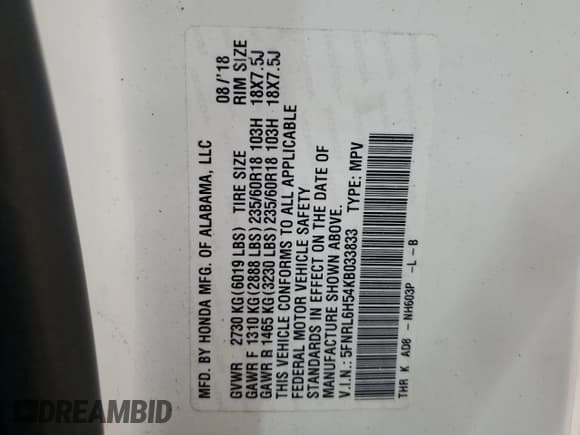 MFD. BY HONDA MFG. OF ALABAMA, LLC 08/'18
GVWR 2730 KG(6019 LBS) TIRE SIZE RIM SIZE
GAWR F 1310 KG(2888 LBS)235/60R18 103H 18X7.5J
GAWR R 1465 KG(3230 LBS)235/60R18 103H 18X7.5J
THIS VEHICLE CONFORMS TO ALL APPLICABLE
FEDERAL MOTOR VEHICLE SAFETY
STANDARDS IN EFFECT ON THE DATE OF
MANUFACTURE SHOWN ABOVE.
V.I.N.: 5FNRL6H54KB033833 TYPE: MPV
THR K AD8 - NH603P -L -B
DREAMBID